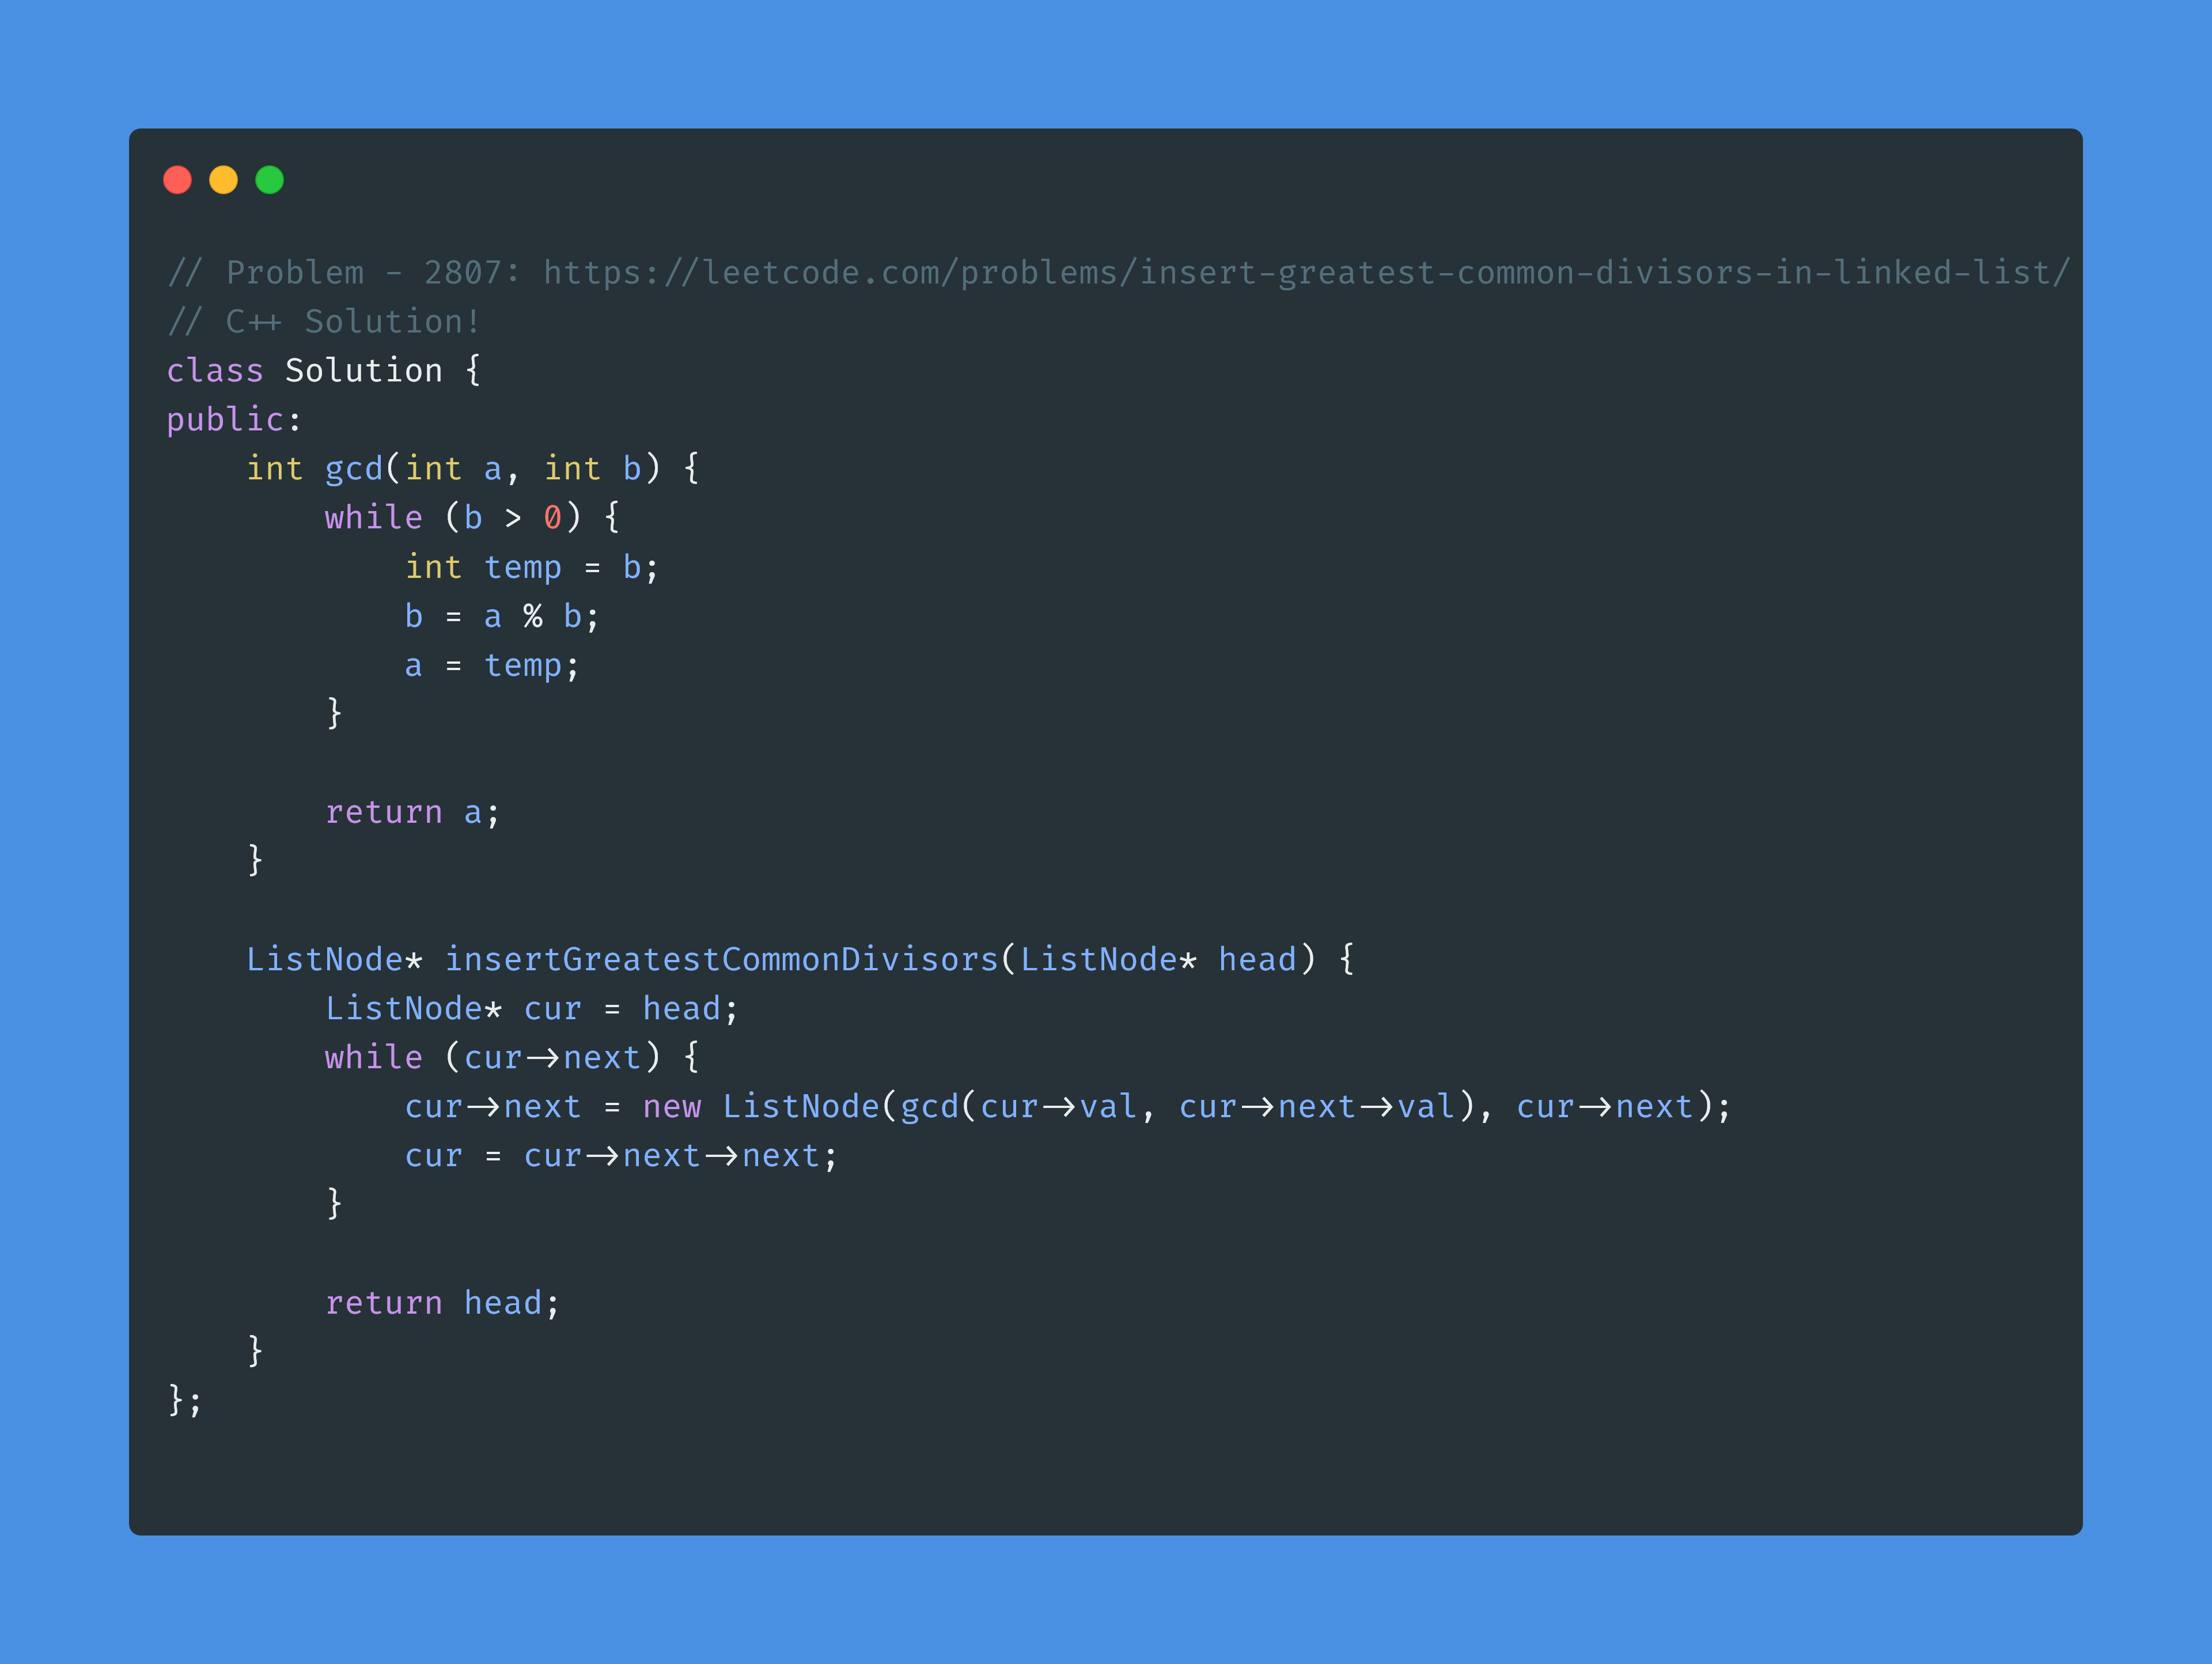 // Problem - 2807: https://leetcode.com/problems/insert-greatest-common-divisors-in-linked-list/
// C++ Solution!
class Solution {
public:
    int gcd(int a, int b) {
        while (b > 0) {
            int temp = b;
            b = a % b;
            a = temp;
        }

        return a;
    }

    ListNode* insertGreatestCommonDivisors(ListNode* head) {
        ListNode* cur = head;
        while (cur->next) {
            cur->next = new ListNode(gcd(cur->val, cur->next->val), cur->next);
            cur = cur->next->next;
        }

        return head;
    }
};